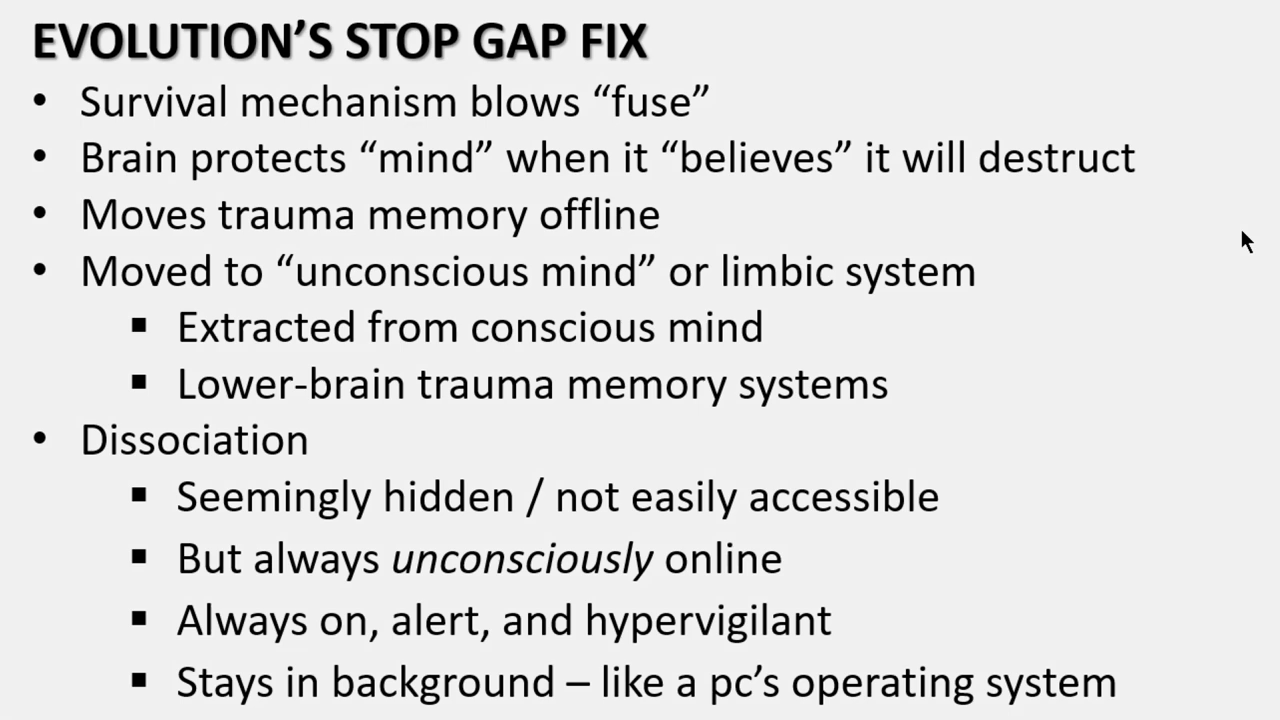 EVOLUTION’S STOP GAP FIX
• Survival mechanism blows “fuse”
• Brain protects “mind” when it “believes” it will destruct
• Moves trauma memory offline
• Moved to “unconscious mind” or limbic system
▪ Extracted from conscious mind
▪ Lower-brain trauma memory systems
• Dissociation
▪ Seemingly hidden / not easily accessible
▪ But always unconsciously online
▪ Always on, alert, and hypervigilant
▪ Stays in background – like a pc’s operating system